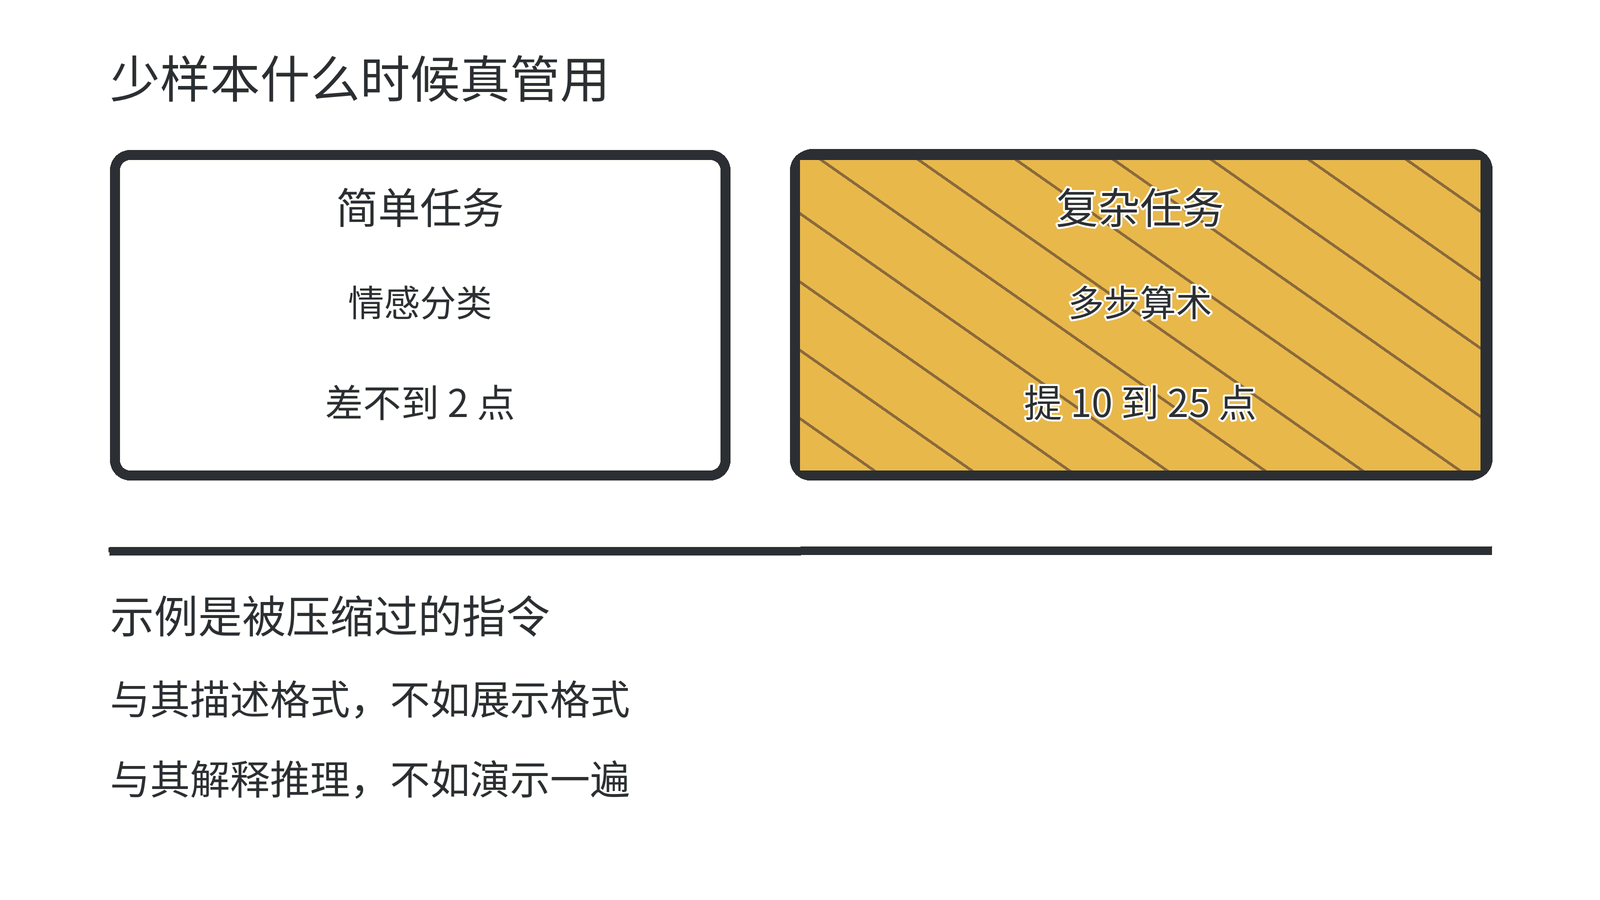 少样本什么时候真管用
简单任务
情感分类
差不到 2 点
复杂任务
多步算术
提 10 到 25 点
示例是被压缩过的指令
与其描述格式，不如展示格式
与其解释推理，不如演示一遍